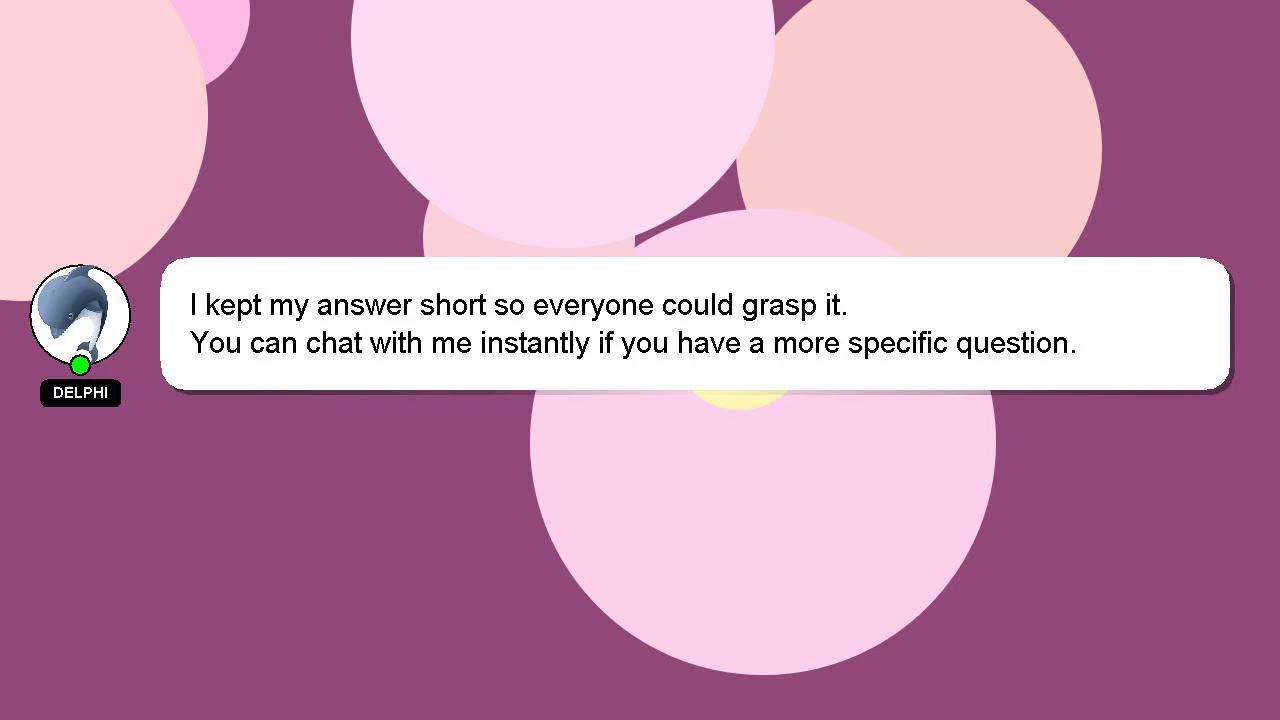 I kept my answer short so everyone could grasp it.
You can chat with me instantly if you have a more specific question.
DELPHI